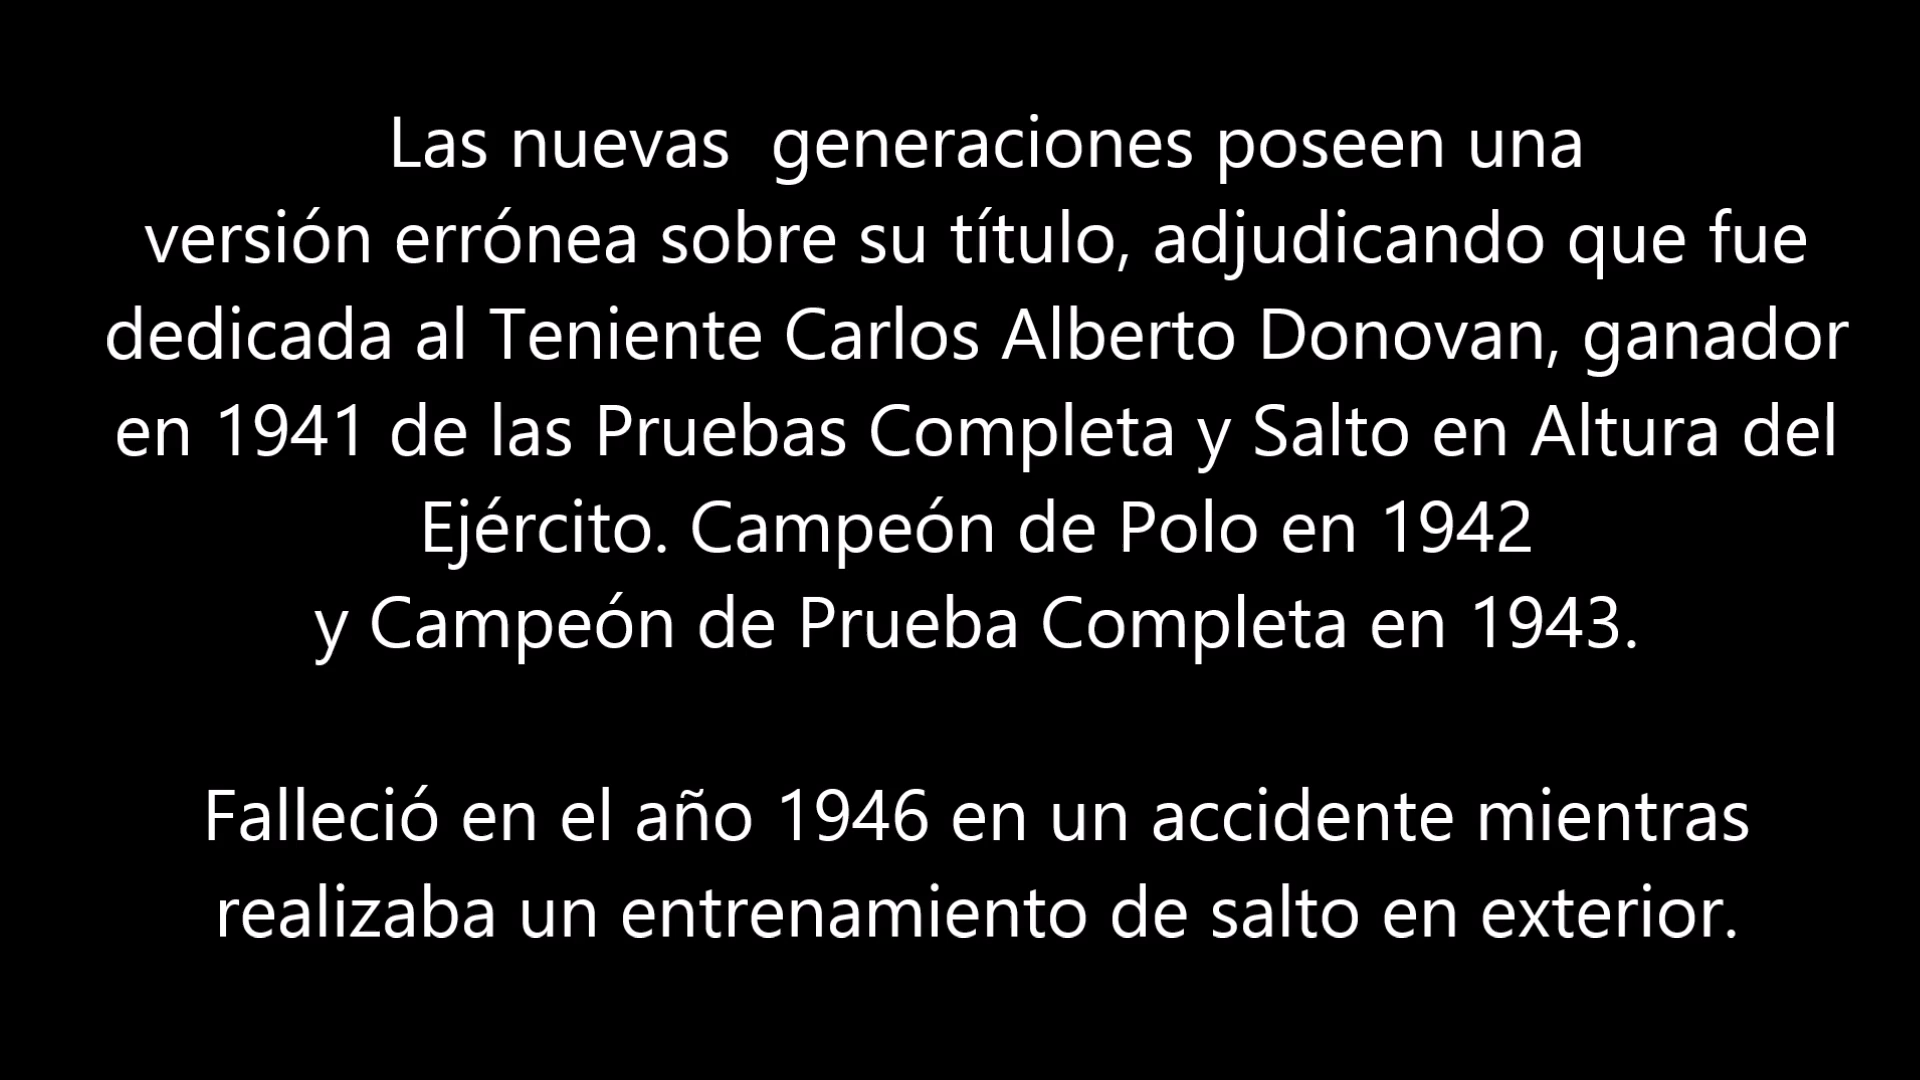 Las nuevas  generaciones poseen una
versión errónea sobre su título, adjudicando que fue
dedicada al Teniente Carlos Alberto Donovan, ganador
en 1941 de las Pruebas Completa y Salto en Altura del
Ejército. Campeón de Polo en 1942
y Campeón de Prueba Completa en 1943.
Falleció en el año 1946 en un accidente mientras
realizaba un entrenamiento de salto en exterior.